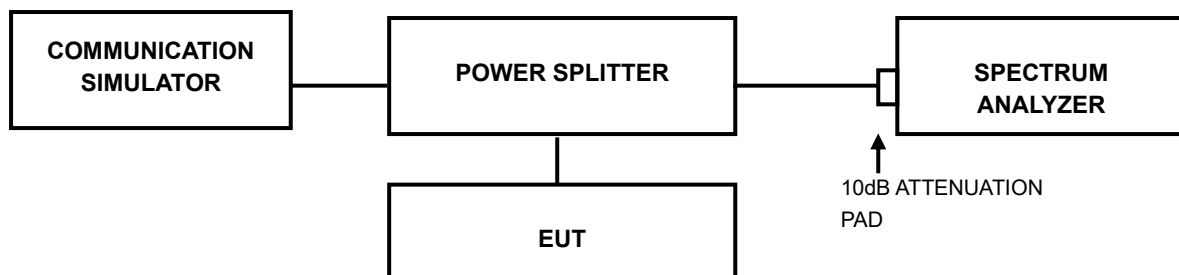 COMMUNICATION
SIMULATOR
POWER SPLITTER
SPECTRUM
ANALYZER
10dB ATTENUATION
PAD
EUT